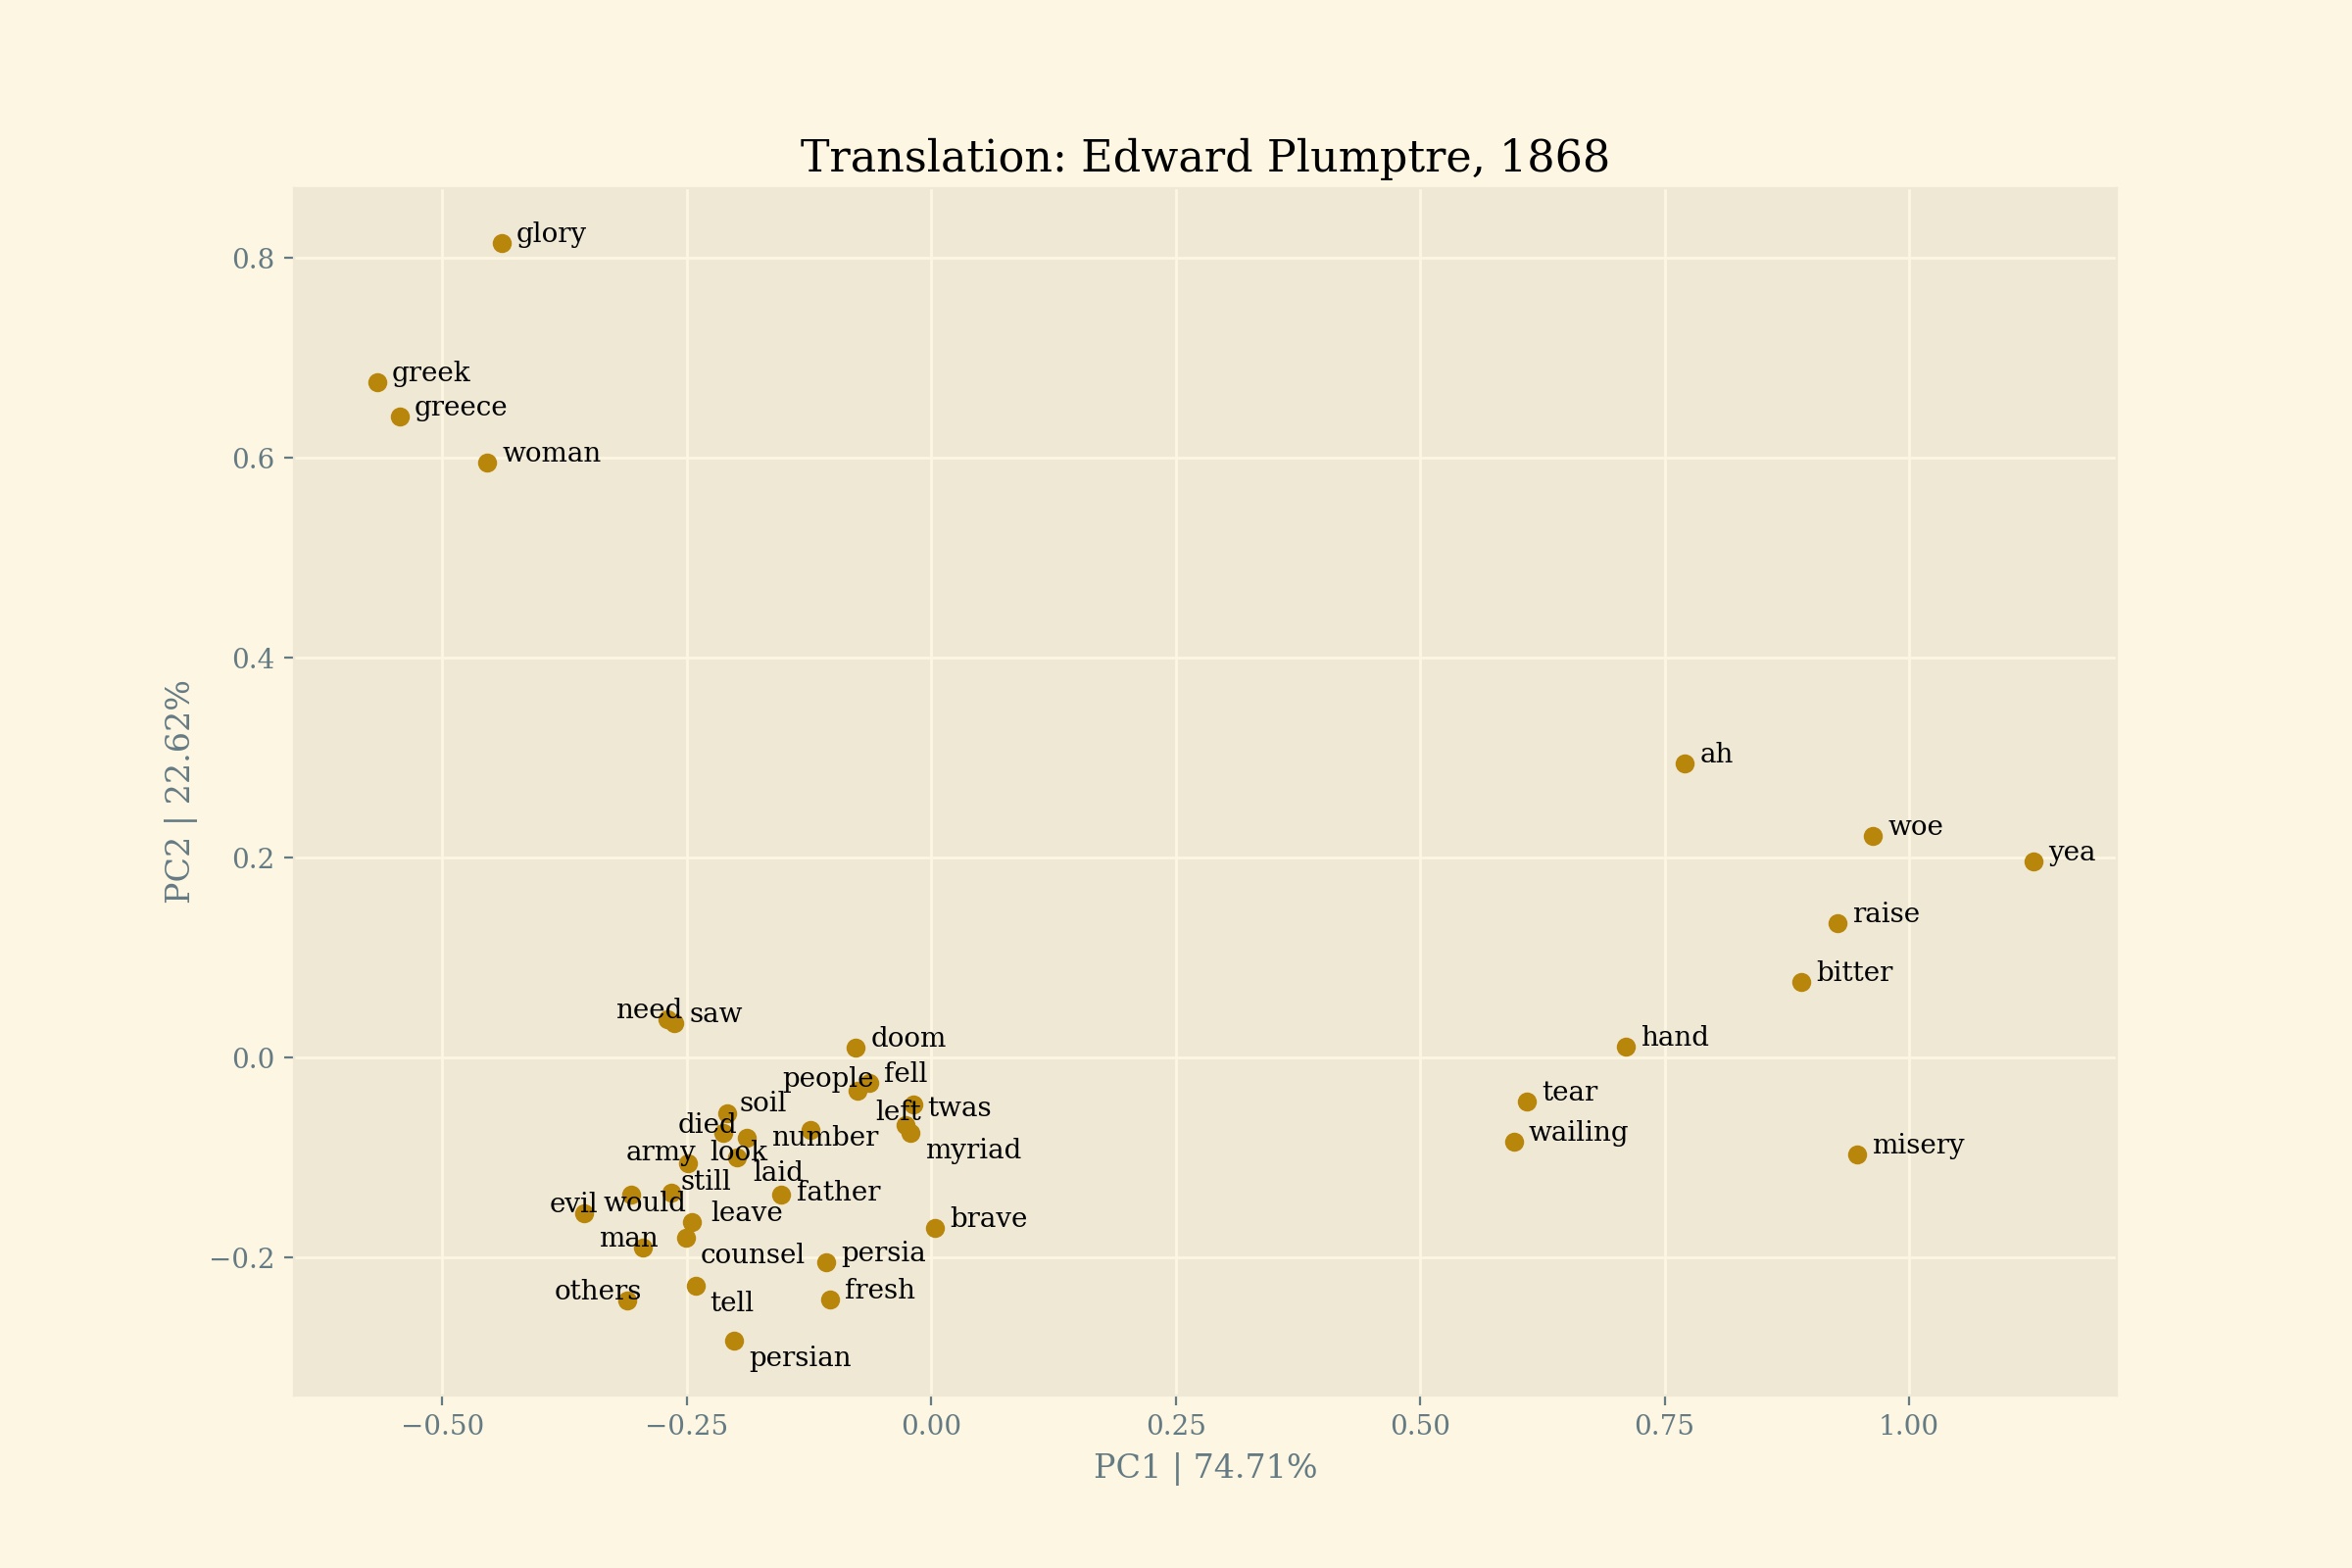 Translation: Edward Plumptre, 1868
glory
0.8
greek
greece
woman
0.6
0.4
PC2 | 22.62%
ah
woe
yea
0.2
raise
bitter
need
saw
doom
hand
0.0
people
fell
tear
soil
left
twas
died
number
wailing
army
look
myriad
misery
laid
still
father
evil
would
leave
brave
man
counsel
persia
−0.2
others
tell
fresh
persian
−0.50
−0.25
0.00
0.25
0.50
0.75
1.00
PC1 | 74.71%